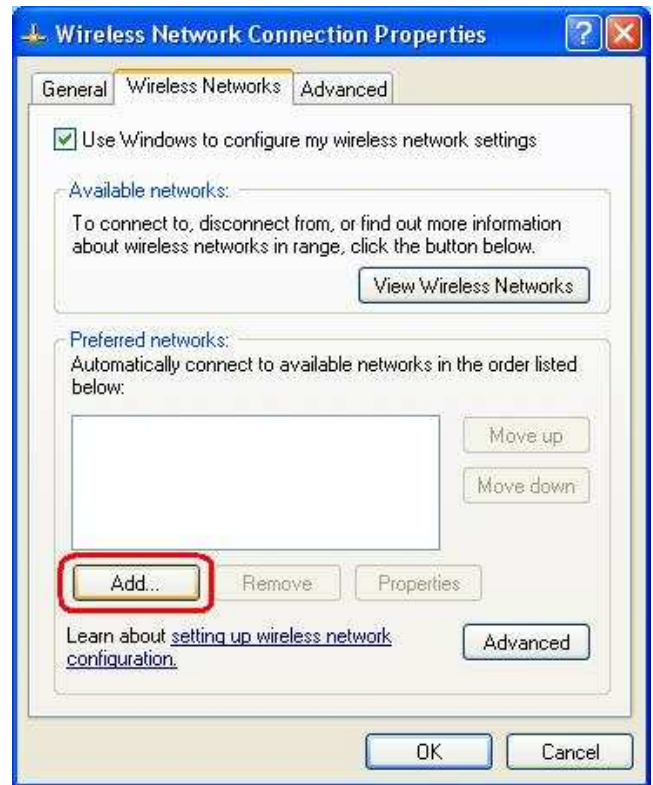 Wireless Network Connection Properties
General Wireless Networks Advanced
Use Windows to configure my wireless network settings
Available networks:
To connect to, disconnect from, or find out more information
about wireless networks in range, click the button below.
View Wireless Networks
Preferred networks:
Automatically connect to available networks in the order listed
below:
Move up
Move down
Add... Remove Properties
Learn about setting up wireless network
configuration.
Advanced
OK Cancel